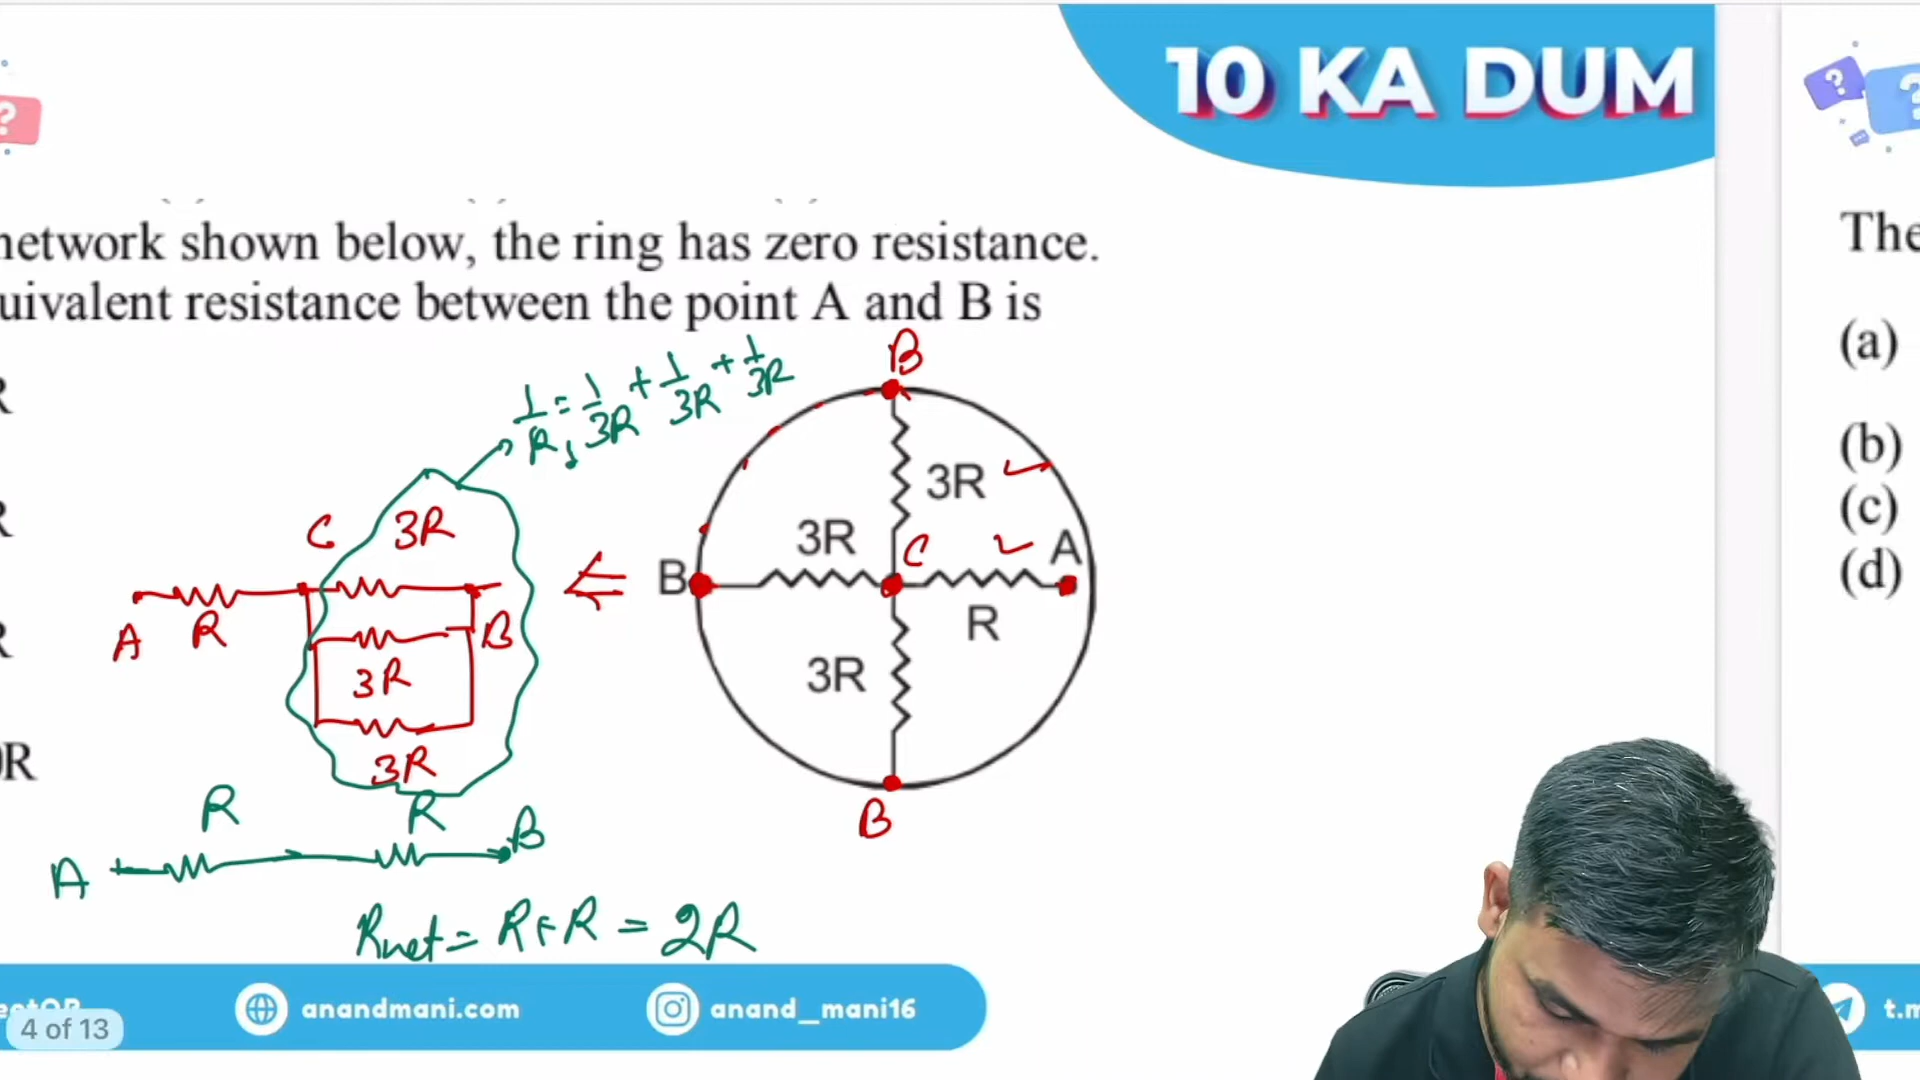 10 KA DUM
?
?
?
network shown below, the ring has zero resistance.
uivalent resistance between the point A and B is
R
R
R
0R
The
(a)
(b)
(c)
(d)
1/R₁ = 1/3R + 1/3R + 1/3R
B
3R
3R
C
A
B
R
3R
B
C
3R
A
R
B
3R
3R
R
R
A
B
Rnet = R+R = 2R
4 of 13
anandmani.com
anand_mani16
t.m